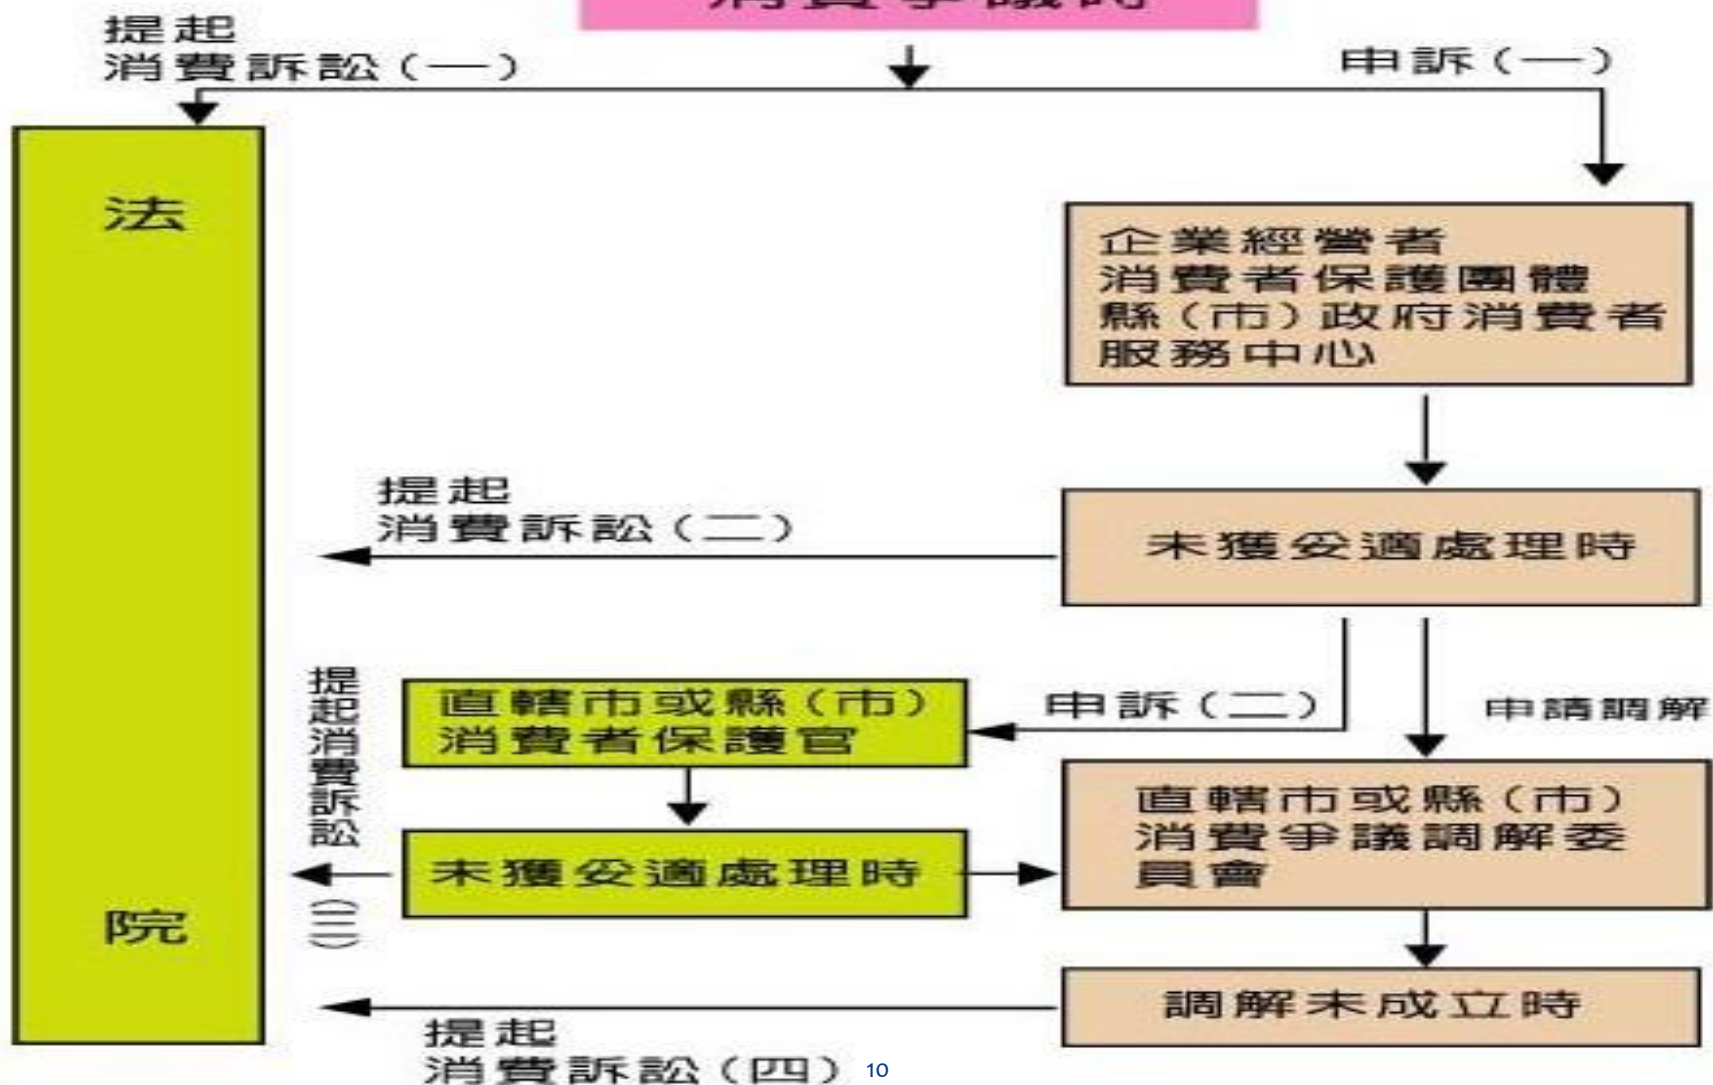 消費爭議時
提起
消費訴訟(一)
申訴(一)
法院
企業經營者
消費者保護團體
縣(市)政府消費者
服務中心
提起
消費訴訟(二)
未獲妥適處理時
提起消費訴訟(三)
直轄市或縣(市)
消費者保護官
申訴(二)
申請調解
未獲妥適處理時
直轄市或縣(市)
消費爭議調解委
員會
調解未成立時
提起
消費訴訟(四)
10